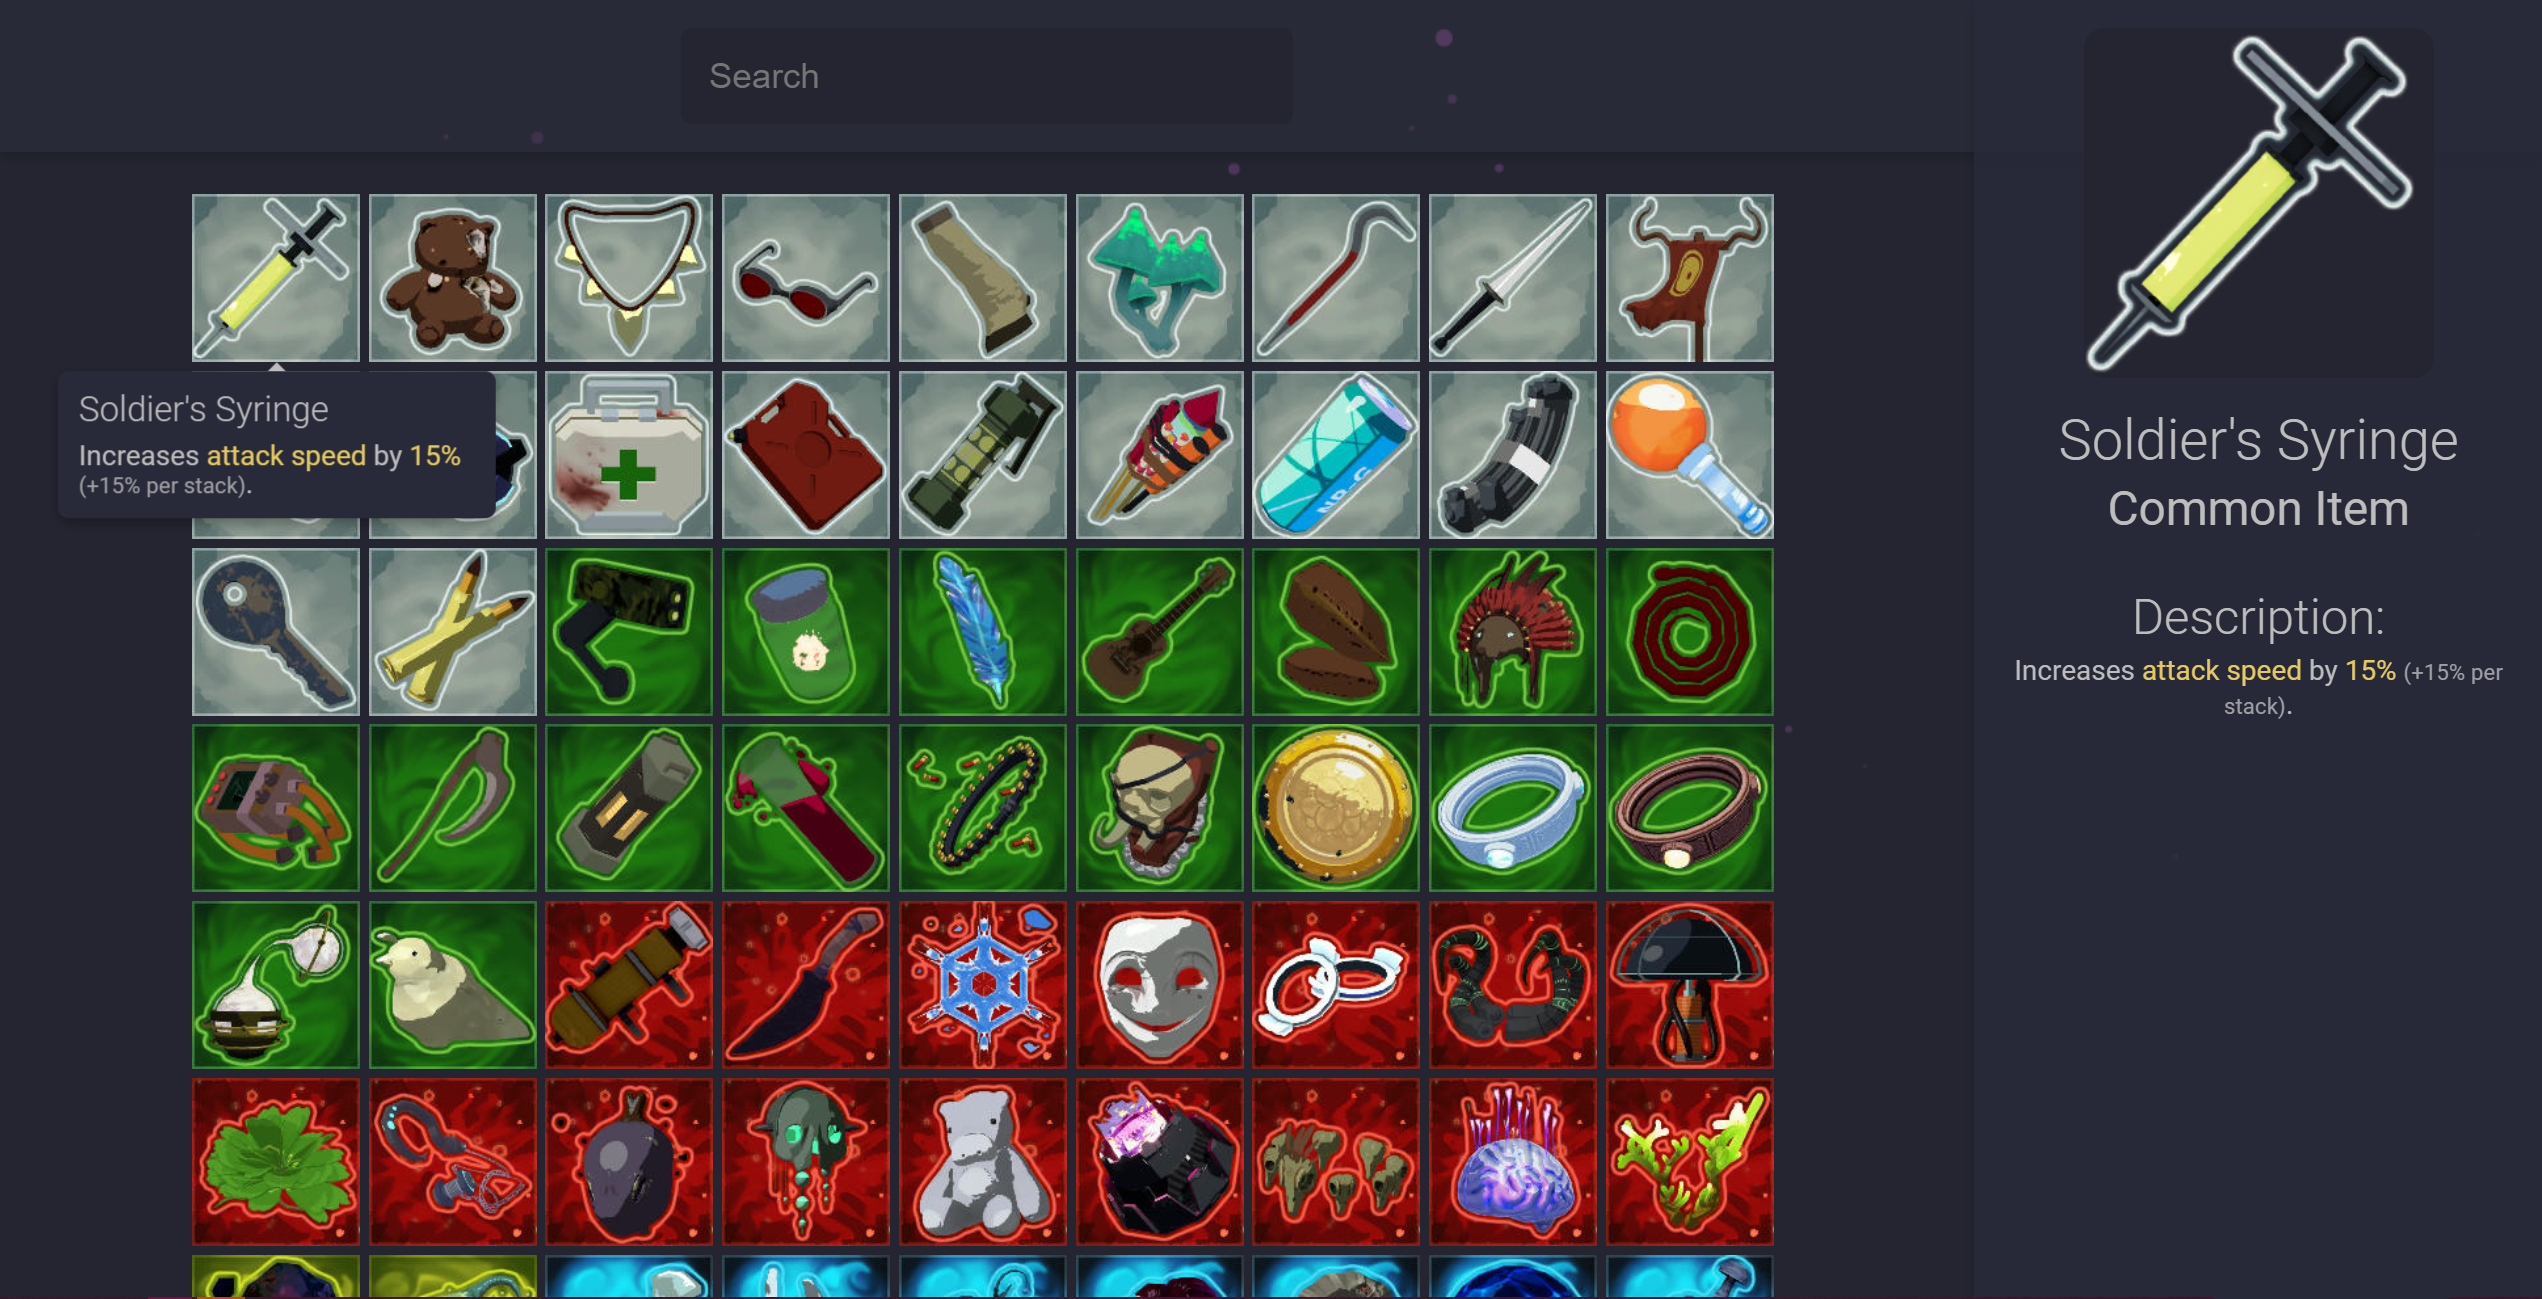 Search
Soldier's Syringe
Increases attack speed by 15%
(+15% per stack).
NR-G
Soldier's Syringe
Common Item
Description:
Increases attack speed by 15% (+15% per
stack).